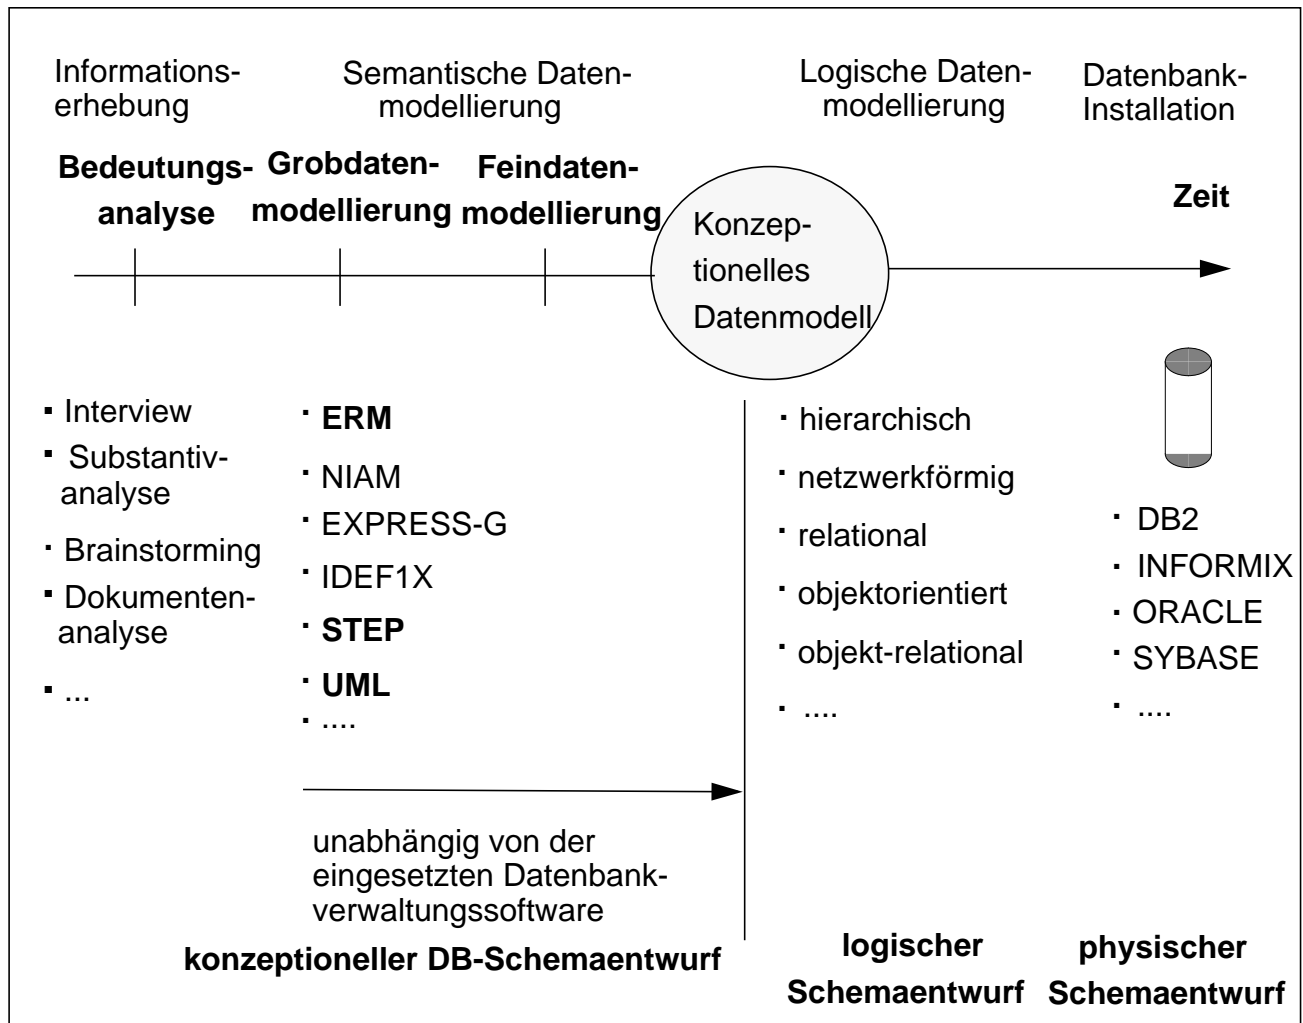 Informations-
erhebung
Semantische Daten-
modellierung
Logische Daten-
modellierung
Datenbank-
Installation
Bedeutungs-
analyse
Grobdaten-
modellierung
Feindaten-
modellierung
Konzep-
tionelles
Datenmodell
Zeit
▪ Interview
▪ Substantiv-
analyse
· Brainstorming
▪ Dokumenten-
analyse
▪ ...
· ERM
· NIAM
· EXPRESS-G
· IDEF1X
· STEP
· UML
· ....
· hierarchisch
· netzwerkförmig
· relational
· objektorientiert
· objekt-relational
· ....
· DB2
· INFORMIX
· ORACLE
· SYBASE
· ....
unabhängig von der
eingesetzten Datenbank-
verwaltungssoftware
konzeptioneller DB-Schemaentwurf
logischer
Schemaentwurf
physischer
Schemaentwurf